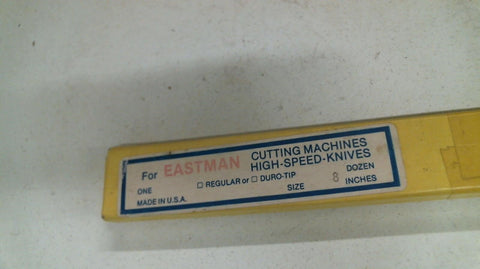 For EASTMAN CUTTING MACHINES
HIGH-SPEED-KNIVES
ONE □ REGULAR or □ DURO-TIP DOZEN
MADE IN U.S.A. SIZE 8 INCHES